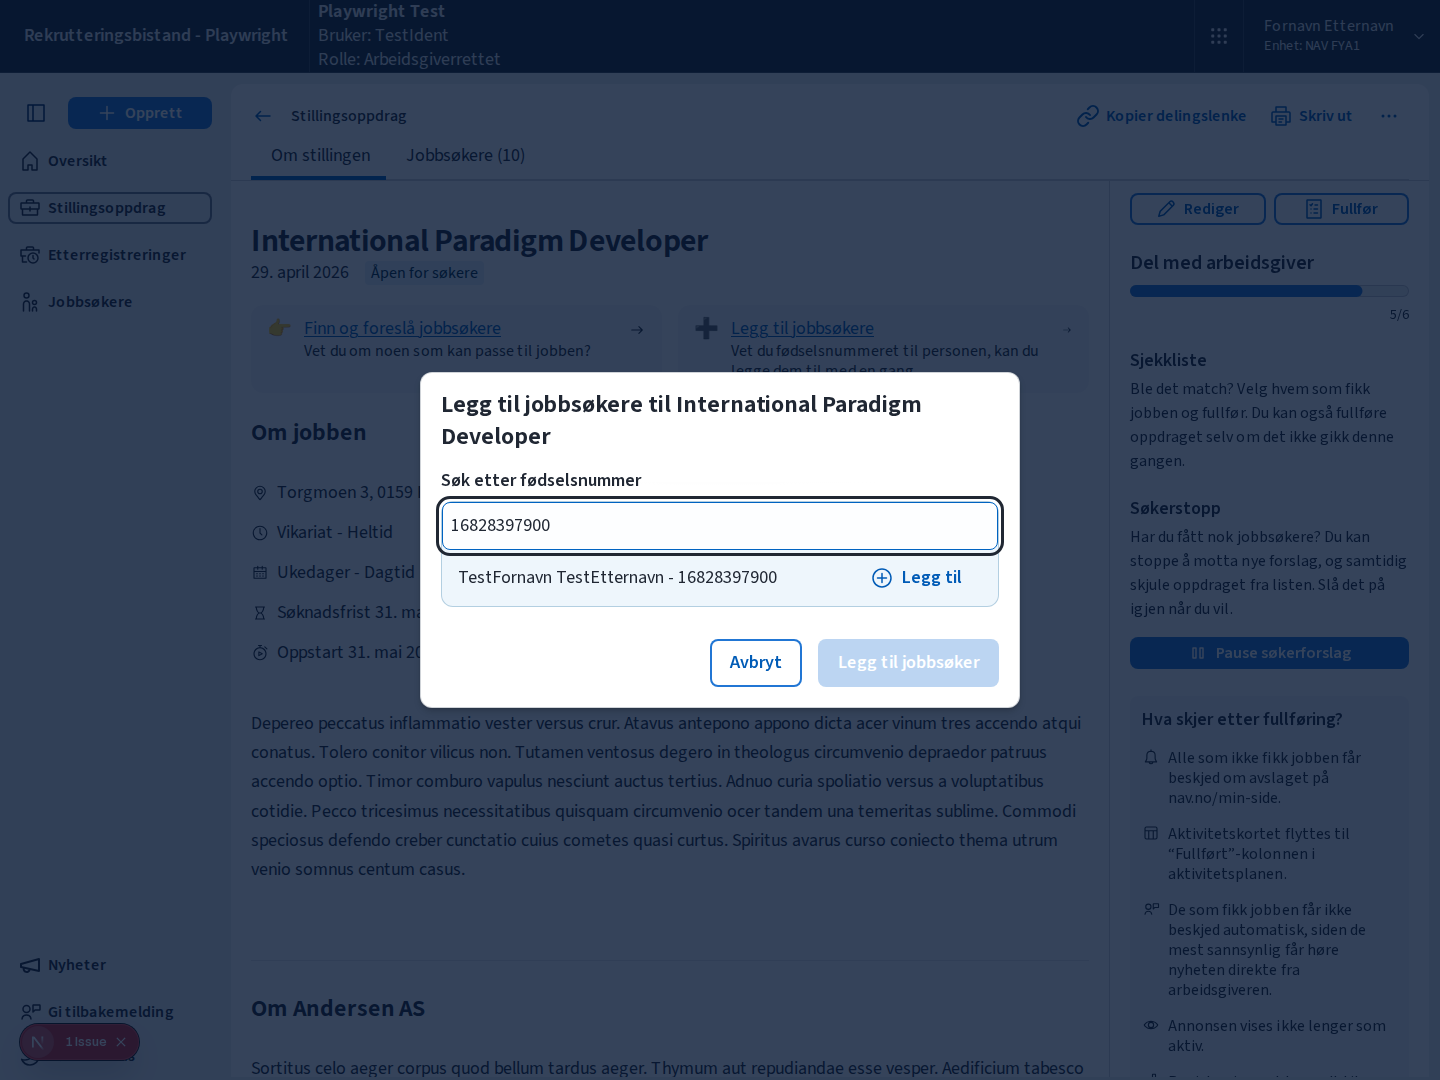 Rekrutteringsbistand - Playwright
Playwright Test
Bruker: TestIdent
Rolle: Arbeidsgiverrettet
Fornavn Etternavn
Enhet: NAV FYA1
Opprett
Oversikt
Stillingsoppdrag
Etterregistreringer
Jobbsøkere
Nyheter
Gi tilbakemelding
1 Issue
Stillingsoppdrag
Kopier delingslenke
Skriv ut
Om stillingen
Jobbsøkere (10)
International Paradigm Developer
29. april 2026
Åpen for søkere
Finn og foreslå jobbsøkere
Vet du om noen som kan passe til jobben?
Legg til jobbsøkere
Vet du fødselsnummeret til personen, kan du
legge dem til med en gang
Om jobben
Torgmoen 3, 0159
Vikariat - Heltid
Ukedager - Dagtid
Søknadsfrist 31.
Oppstart 31. mai
Legg til jobbsøkere til International Paradigm
Developer
Søk etter fødselsnummer
16828397900
TestFornavn TestEtternavn - 16828397900
Legg til
Avbryt
Legg til jobbsøker
Depereo peccatus inflammatio vester versus crur. Atavus antepono appono dicta acer vinum tres accendo atqui
conatus. Tolero conitor vilicus non. Tutamen ventosus degero in theologus circumvenio depraedor patruus
accendo optio. Timor comburo vapulus nesciunt auctus tertius. Adnuo curia spoliatio versus a voluptatibus
cotidie. Pecco tricesimus necessitatibus quisquam circumvenio ocer tandem una temeritas sublime. Commodi
speciosus defendo creber cunctatio cuius cometes quasi curtus. Spiritus avarus curso coniecto thema utrum
venio somnus centum casus.
Om Andersen AS
Sortitus celo aeger corpus quod bellum tardus aeger. Thymum aut repudiandae esse vesper. Aedificium tabesco
Rediger
Fullfør
Del med arbeidsgiver
5/6
Sjekkliste
Ble det match? Velg hvem som fikk
jobben og fullfør. Du kan også fullføre
oppdraget selv om det ikke gikk denne
gangen.
Søkerstopp
Har du fått nok jobbsøkere? Du kan
stoppe å motta nye forslag, og samtidig
skjule oppdraget fra listen. Slå det på
igjen når du vil.
Pause søkerforslag
Hva skjer etter fullføring?
Alle som ikke fikk jobben får
beskjed om avslaget på
nav.no/min-side.
Aktivitetskortet flyttes til
“Fullført”-kolonnen i
aktivitetsplanen.
De som fikk jobben får ikke
beskjed automatisk, siden de
mest sannsynlig får høre
nyheten direkte fra
arbeidsgiveren.
Annonsen vises ikke lenger som
aktiv.